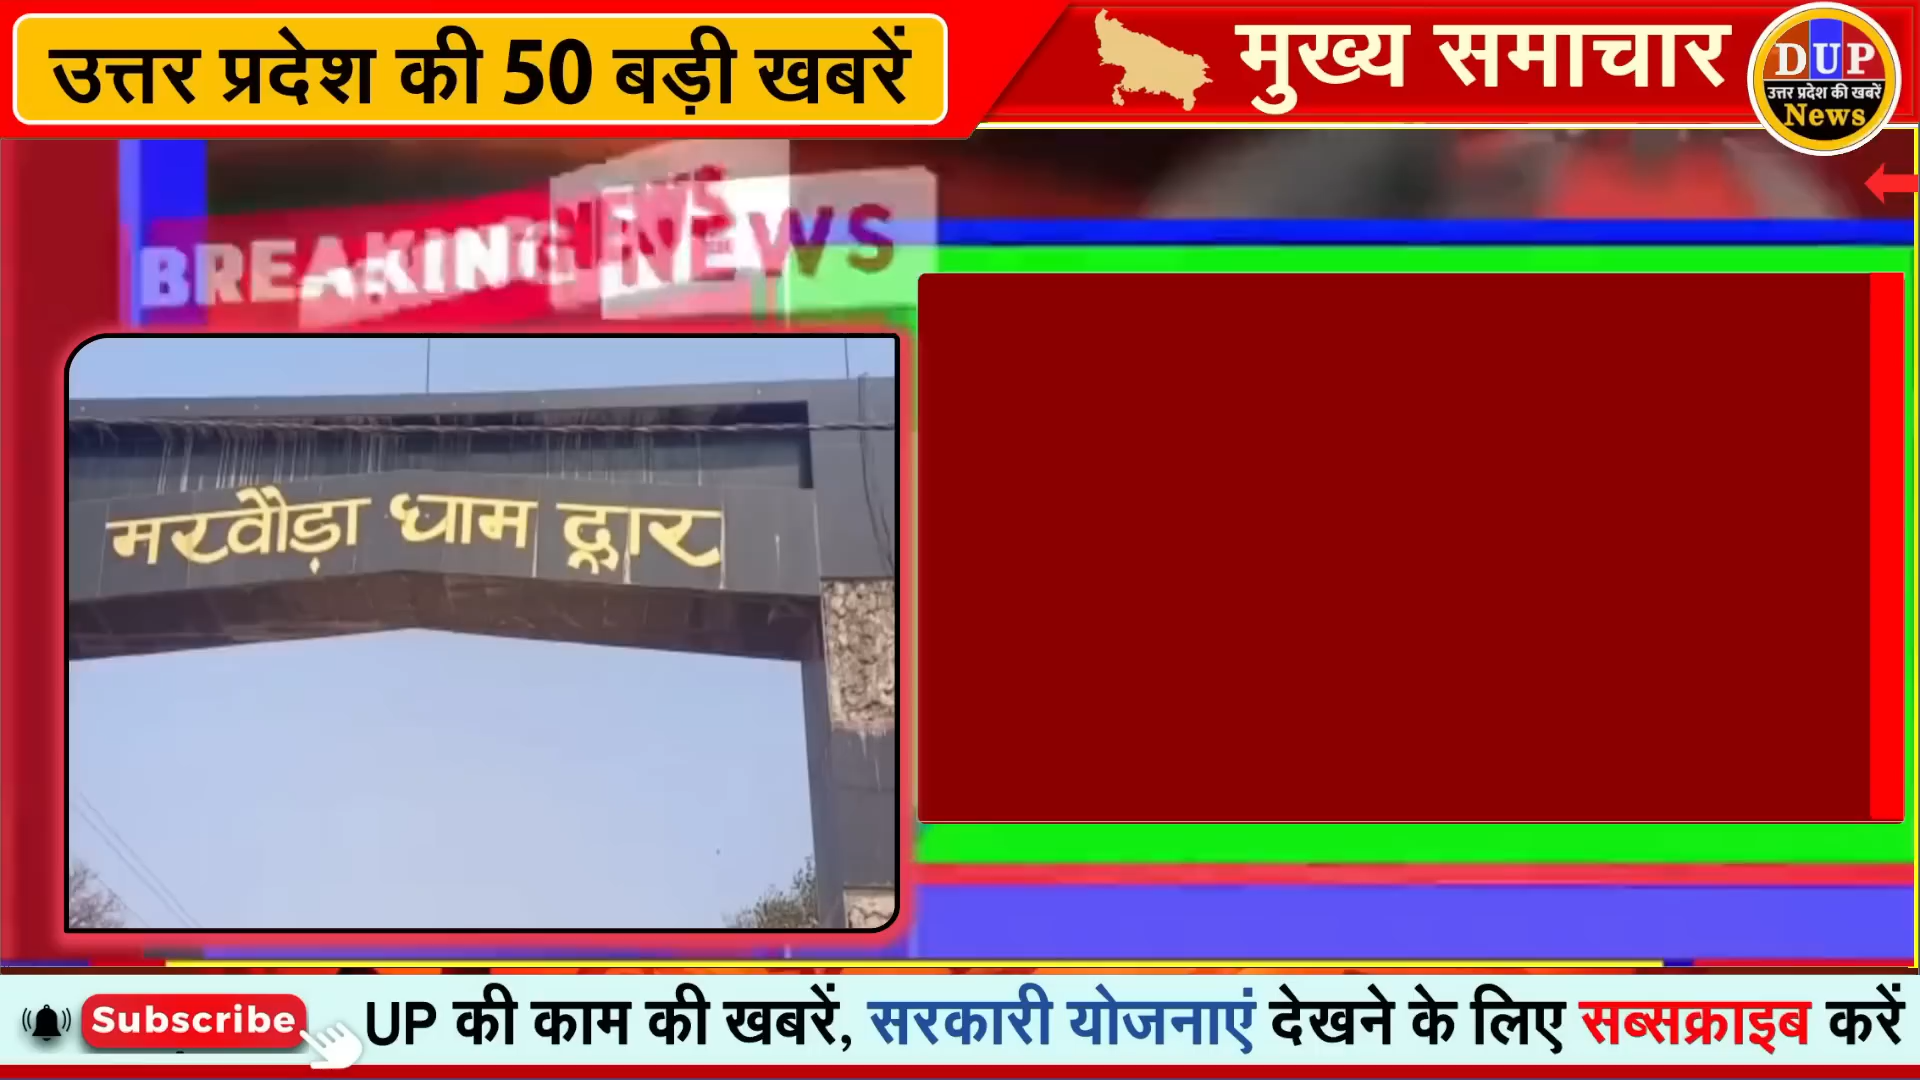 उत्तर प्रदेश की 50 बड़ी खबरें
मुख्य समाचार
DUP
उत्तर प्रदेश की खबरें
News
BREAKING NEWS
NEWS
मरवौड़ा धाम द्वार
Subscribe
UP की काम की खबरें, सरकारी योजनाएं देखने के लिए सब्सक्राइब करें